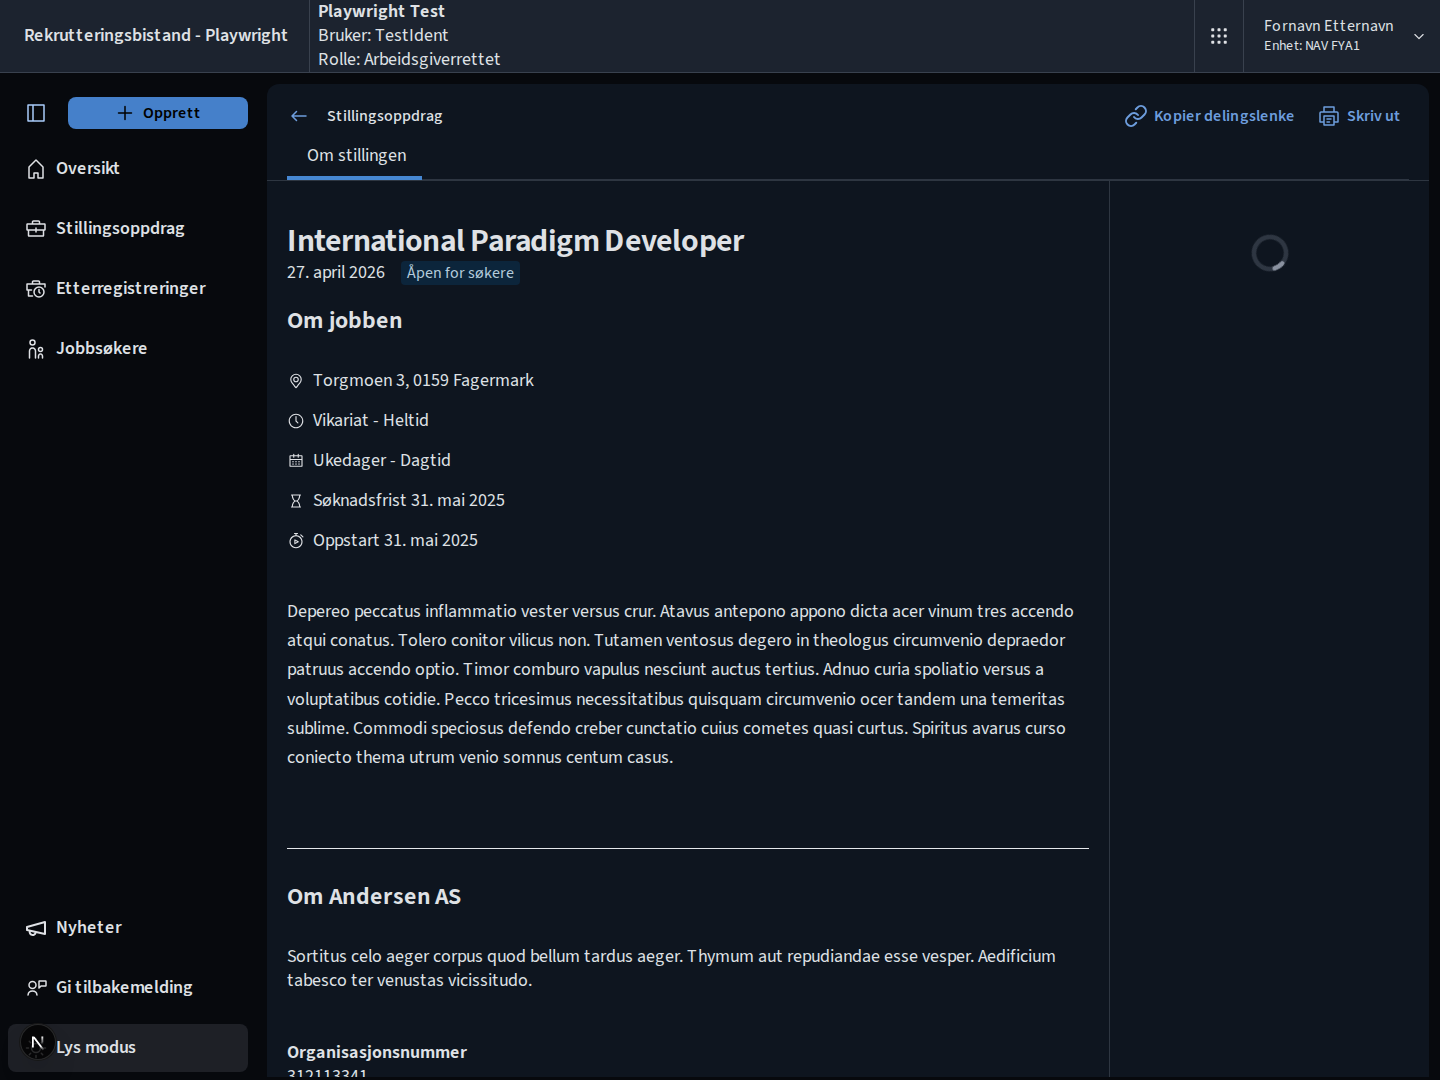 Rekrutteringsbistand - Playwright
Playwright Test
Bruker: TestIdent
Rolle: Arbeidsgiverrettet
Fornavn Etternavn
Enhet: NAV FYA1
Opprett
Oversikt
Stillingsoppdrag
Etterregistreringer
Jobbsøkere
Nyheter
Gi tilbakemelding
N
Lys modus
Stillingsoppdrag
Kopier delingslenke
Skriv ut
Om stillingen
International Paradigm Developer
27. april 2026
Åpen for søkere
Om jobben
Torgmoen 3, 0159 Fagermark
Vikariat - Heltid
Ukedager - Dagtid
Søknadsfrist 31. mai 2025
Oppstart 31. mai 2025
Depereo peccatus inflammatio vester versus crur. Atavus antepono appono dicta acer vinum tres accendo
atqui conatus. Tolero conitor vilicus non. Tutamen ventosus degero in theologus circumvenio depraedor
patruus accendo optio. Timor comburo vapulus nesciunt auctus tertius. Adnuo curia spoliatio versus a
voluptatibus cotidie. Pecco tricesimus necessitatibus quisquam circumvenio ocer tandem una temeritas
sublime. Commodi speciosus defendo creber cunctatio cuius cometes quasi curtus. Spiritus avarus curso
coniecto thema utrum venio somnus centum casus.
Om Andersen AS
Sortitus celo aeger corpus quod bellum tardus aeger. Thymum aut repudiandae esse vesper. Aedificium
tabesco ter venustas vicissitudo.
Organisasjonsnummer
312113341